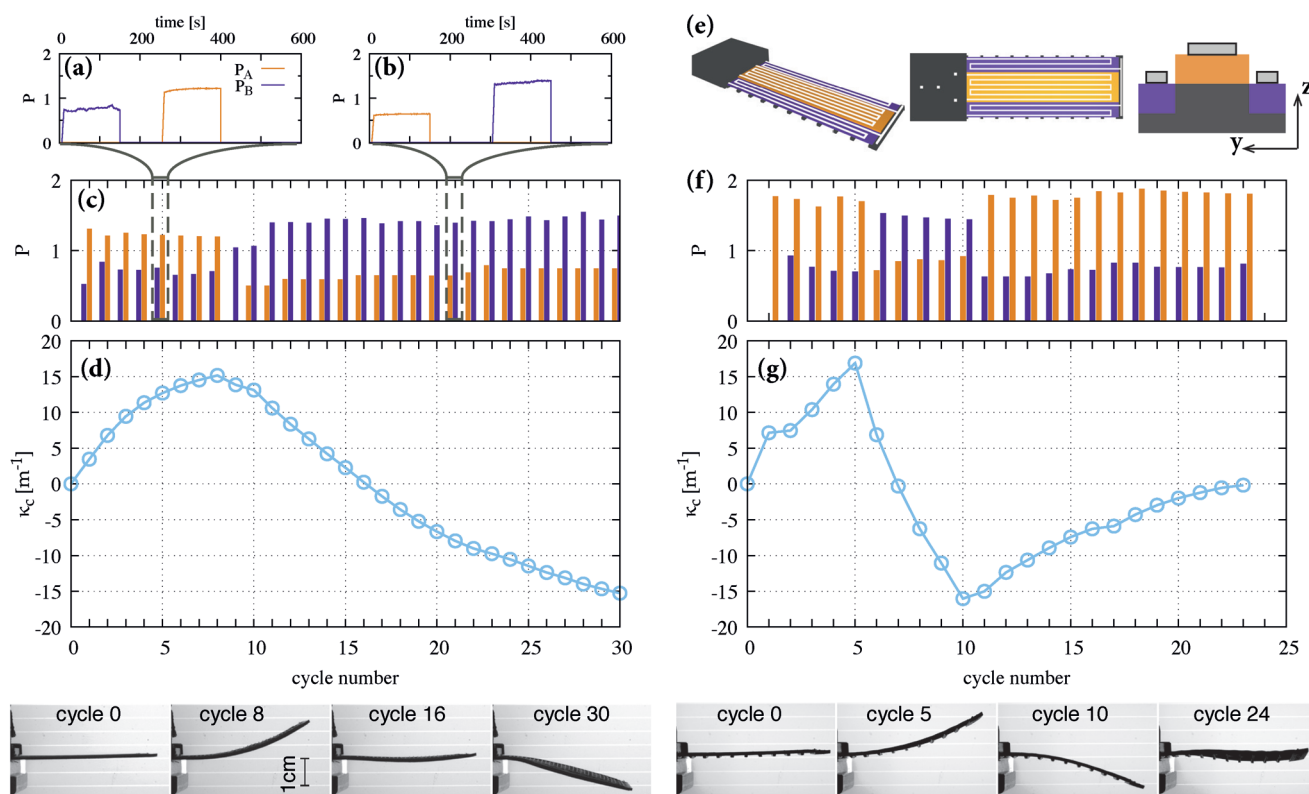 time [s]
0 200 400 600
(a)
P_A
P_B
P
2
1
0
time [s]
0 200 400 600
(b)
P
2
1
0
(e)
z
y
(c)
P
2
1
0
(f)
P
2
1
0
(d)
κ_c [m⁻¹]
20
15
10
5
0
-5
-10
-15
-20
0 5 10 15 20 25 30
cycle number
(g)
κ_c [m⁻¹]
20
15
10
5
0
-5
-10
-15
-20
0 5 10 15 20 25
cycle number
cycle 0
cycle 8
1cm
cycle 16
cycle 30
cycle 0
cycle 5
cycle 10
cycle 24